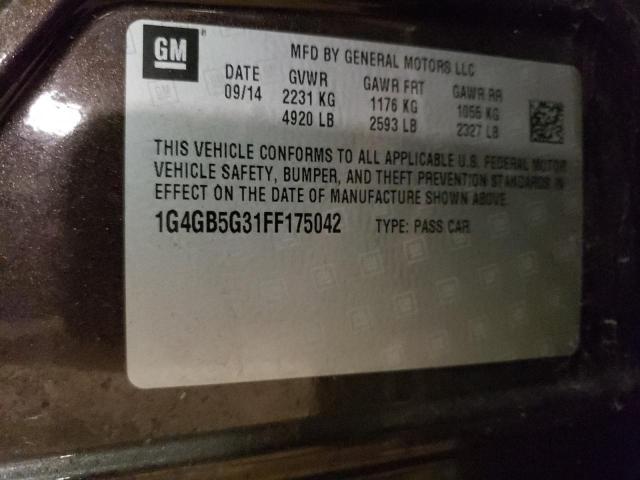 GM
MFD BY GENERAL MOTORS LLC
DATE GVWR GAWR FRT GAWR RR
09/14 2231 KG 1176 KG 1055 KG
4920 LB 2593 LB 2327 LB
THIS VEHICLE CONFORMS TO ALL APPLICABLE U.S. FEDERAL MOTOR
VEHICLE SAFETY, BUMPER, AND THEFT PREVENTION STANDARDS IN
EFFECT ON THE DATE OF MANUFACTURE SHOWN ABOVE.
1G4GB5G31FF175042 TYPE: PASS CAR